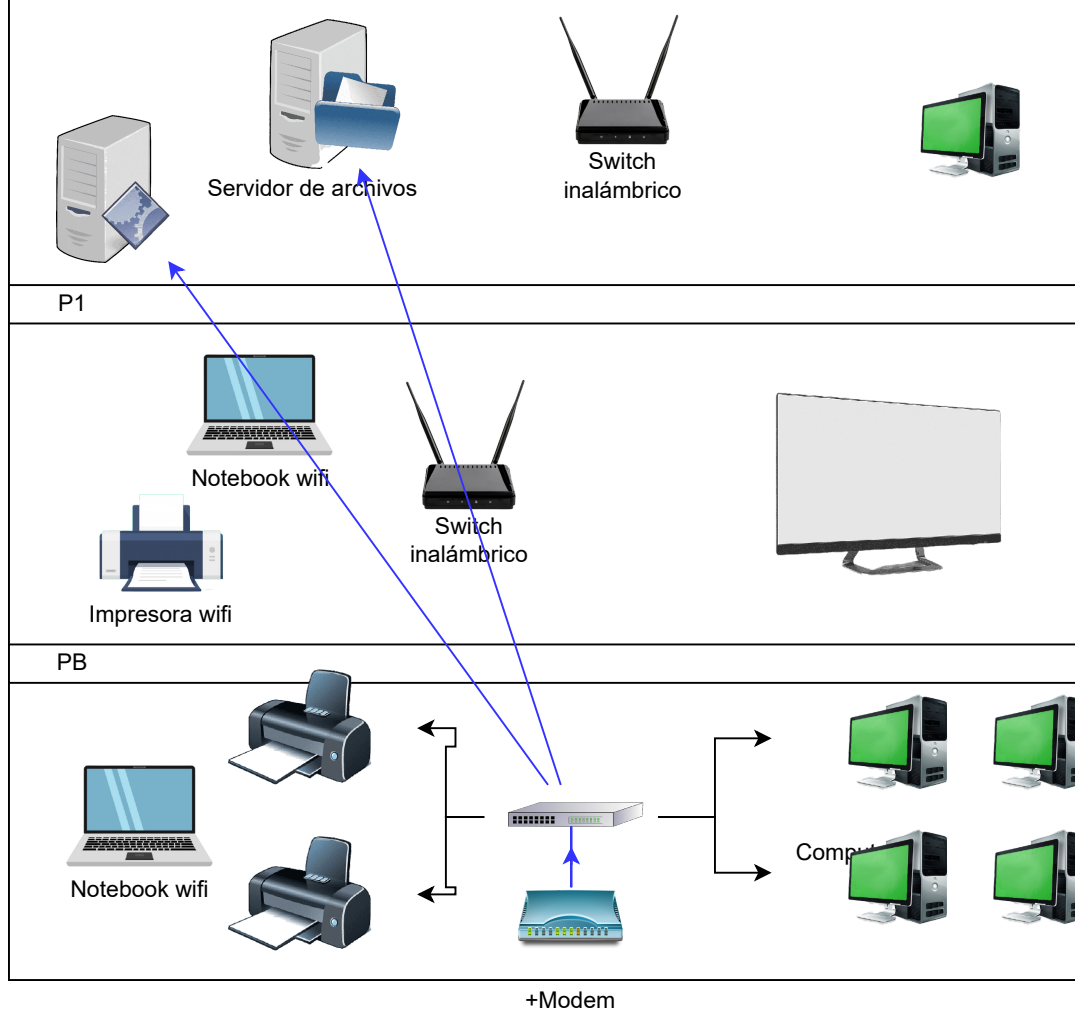 Servidor de archivos
Switch
inalámbrico
P1
Notebook wifi
Switch
inalámbrico
Impresora wifi
PB
Notebook wifi
+Modem